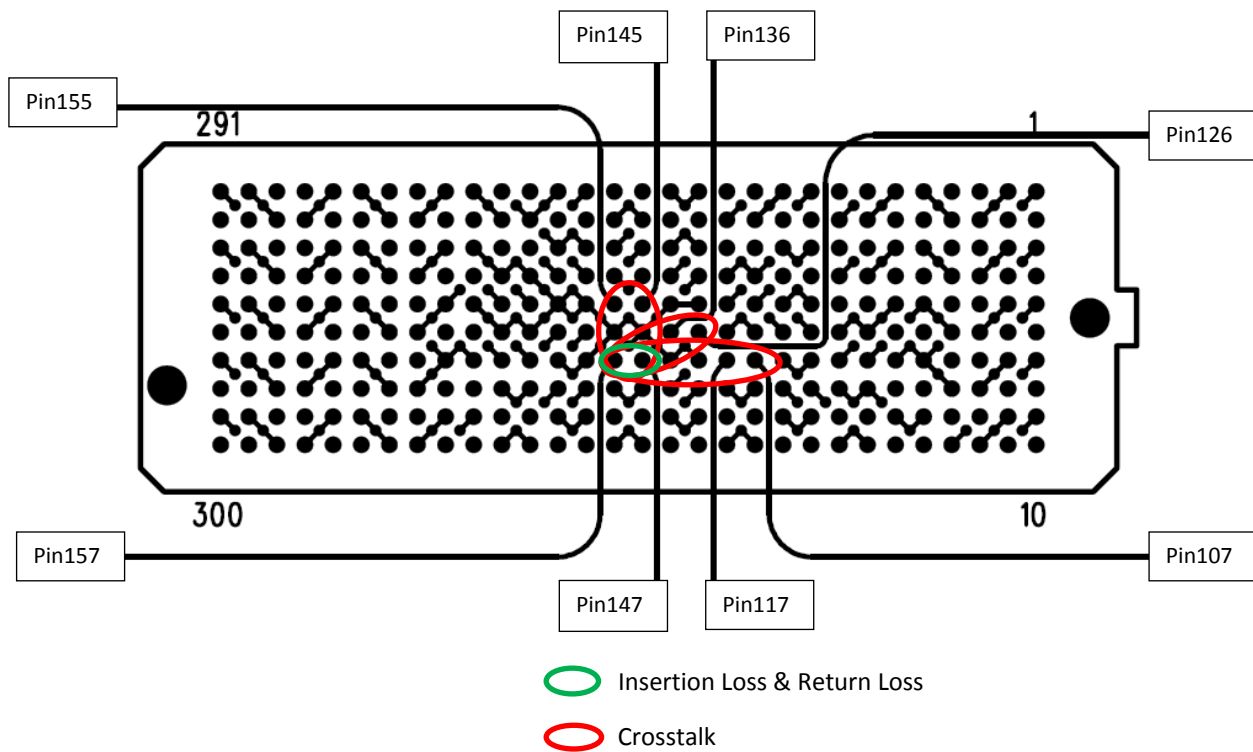 Pin145
Pin136
Pin155
291
1
Pin126
300
10
Pin157
Pin107
Pin147
Pin117
Insertion Loss & Return Loss
Crosstalk